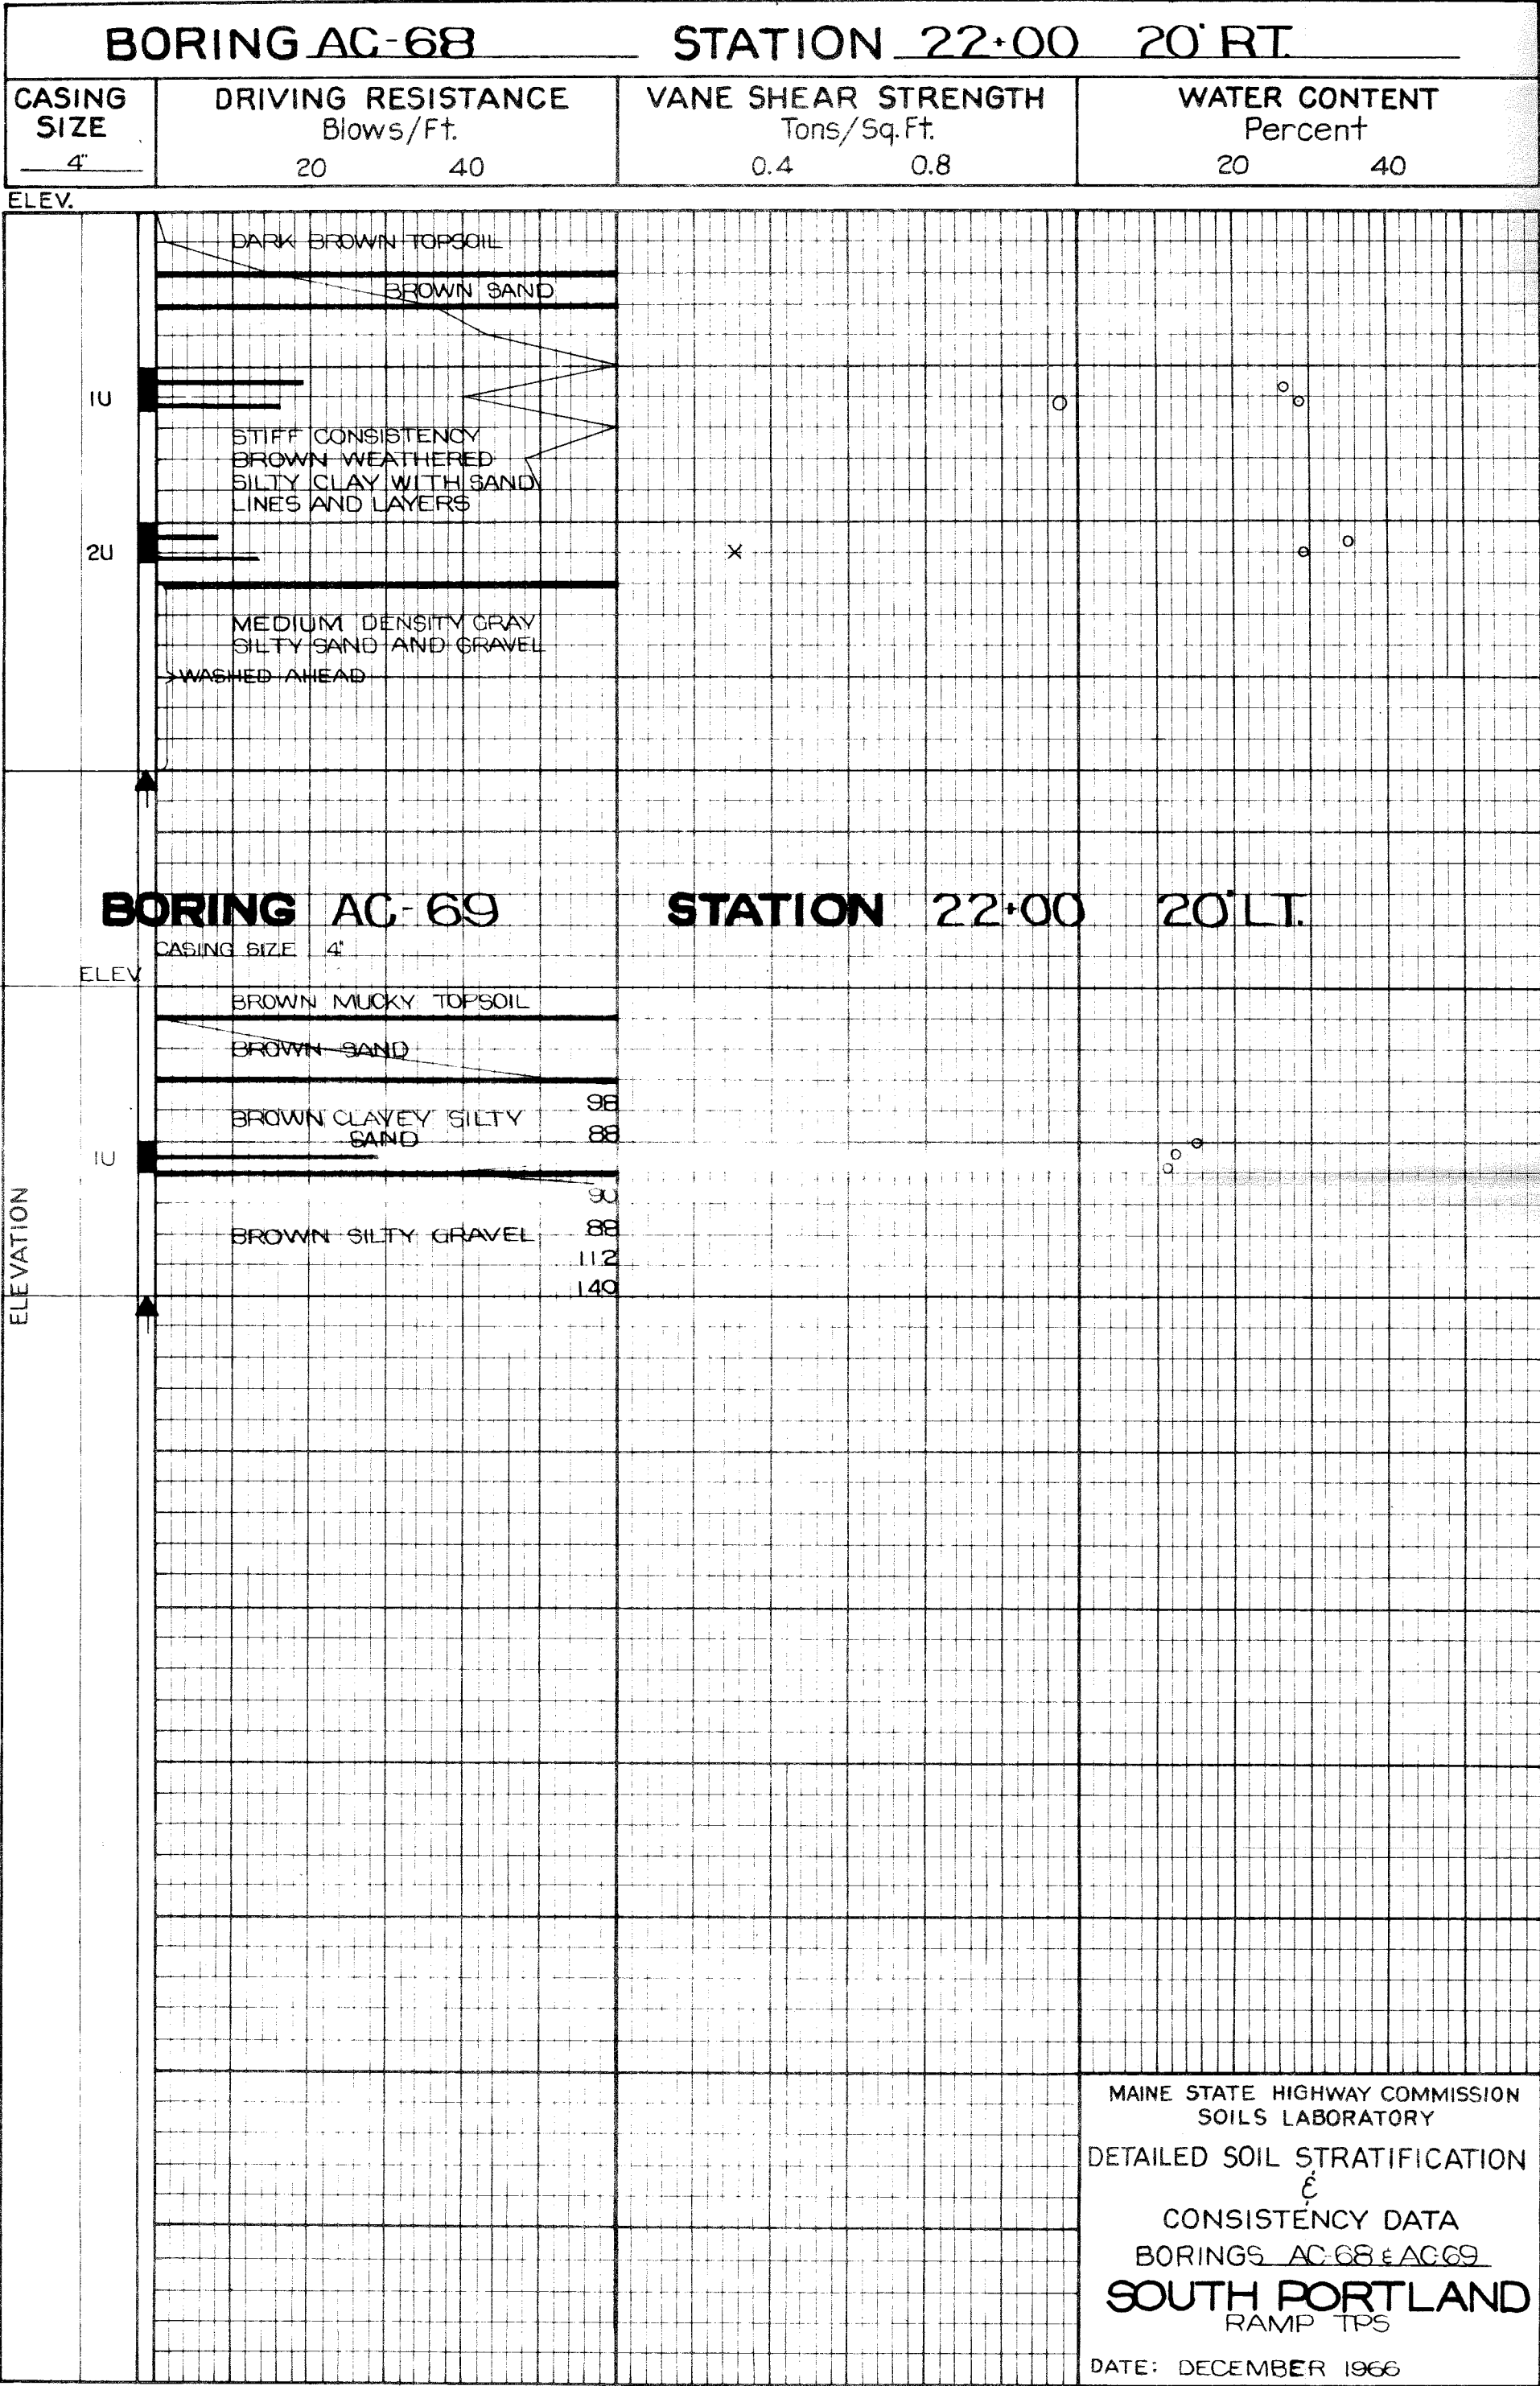 BORING AC-68 STATION 22+00 20' RT.
CASING SIZE
4"
DRIVING RESISTANCE
Blows/Ft.
20 40
VANE SHEAR STRENGTH
Tons/Sq.Ft.
0.4 0.8
WATER CONTENT
Percent
20 40
ELEV.
DARK BROWN TOPSOIL
BROWN SAND
1U
STIFF CONSISTENCY
BROWN WEATHERED
SILTY CLAY WITH SAND
LINES AND LAYERS
2U
MEDIUM DENSITY GRAY
SILTY SAND AND GRAVEL
WASHED AHEAD
BORING AC-69 STATION 22+00 20' LT.
CASING SIZE 4"
ELEV
BROWN MUCKY TOPSOIL
BROWN SAND
98
BROWN CLAYEY SILTY
SAND
88
1U
90
BROWN SILTY GRAVEL
88
112
140
ELEVATION
MAINE STATE HIGHWAY COMMISSION
SOILS LABORATORY
DETAILED SOIL STRATIFICATION
&
CONSISTENCY DATA
BORINGS AC-68 & AC-69
SOUTH PORTLAND
RAMP TPS
DATE: DECEMBER 1966